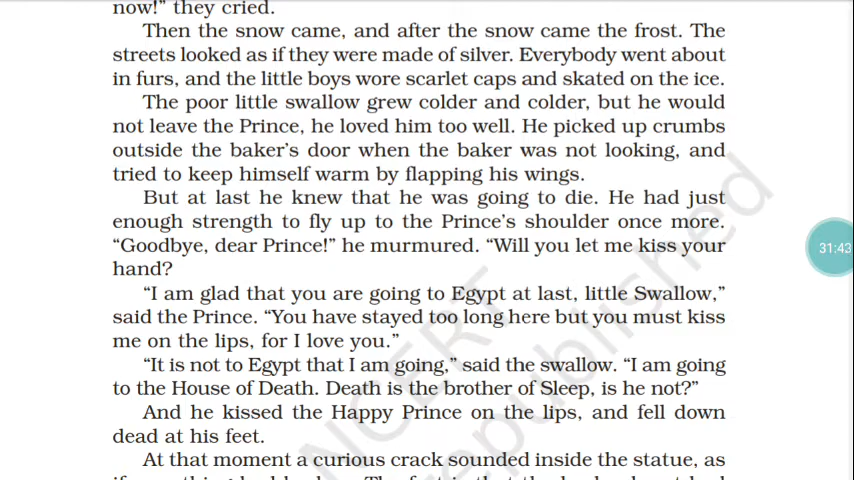 now!" they cried.
Then the snow came, and after the snow came the frost. The
streets looked as if they were made of silver. Everybody went about
in furs, and the little boys wore scarlet caps and skated on the ice.
The poor little swallow grew colder and colder, but he would
not leave the Prince, he loved him too well. He picked up crumbs
outside the baker's door when the baker was not looking, and
tried to keep himself warm by flapping his wings.
But at last he knew that he was going to die. He had just
enough strength to fly up to the Prince's shoulder once more.
“Goodbye, dear Prince!” he murmured. “Will you let me kiss your
hand?
“I am glad that you are going to Egypt at last, little Swallow,”
said the Prince. “You have stayed too long here but you must kiss
me on the lips, for I love you.”
“It is not to Egypt that I am going,” said the swallow. “I am going
to the House of Death. Death is the brother of Sleep, is he not?”
And he kissed the Happy Prince on the lips, and fell down
dead at his feet.
At that moment a curious crack sounded inside the statue, as
31:43
NCERT
republished